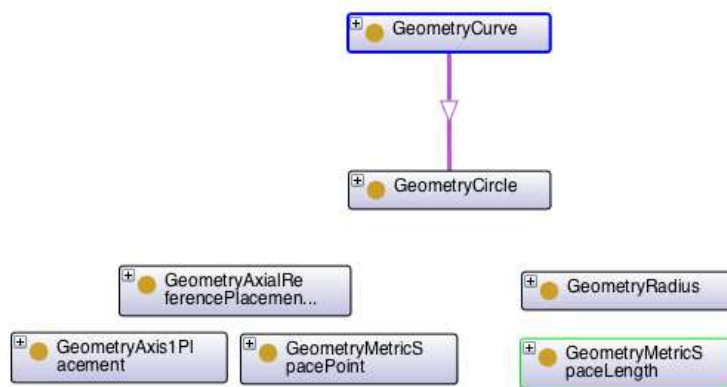 GeometryCurve
GeometryCircle
GeometryAxialRe
ferencePlacemen...
GeometryRadius
GeometryAxis1Pl
acement
GeometryMetricS
pacePoint
GeometryMetricS
paceLength